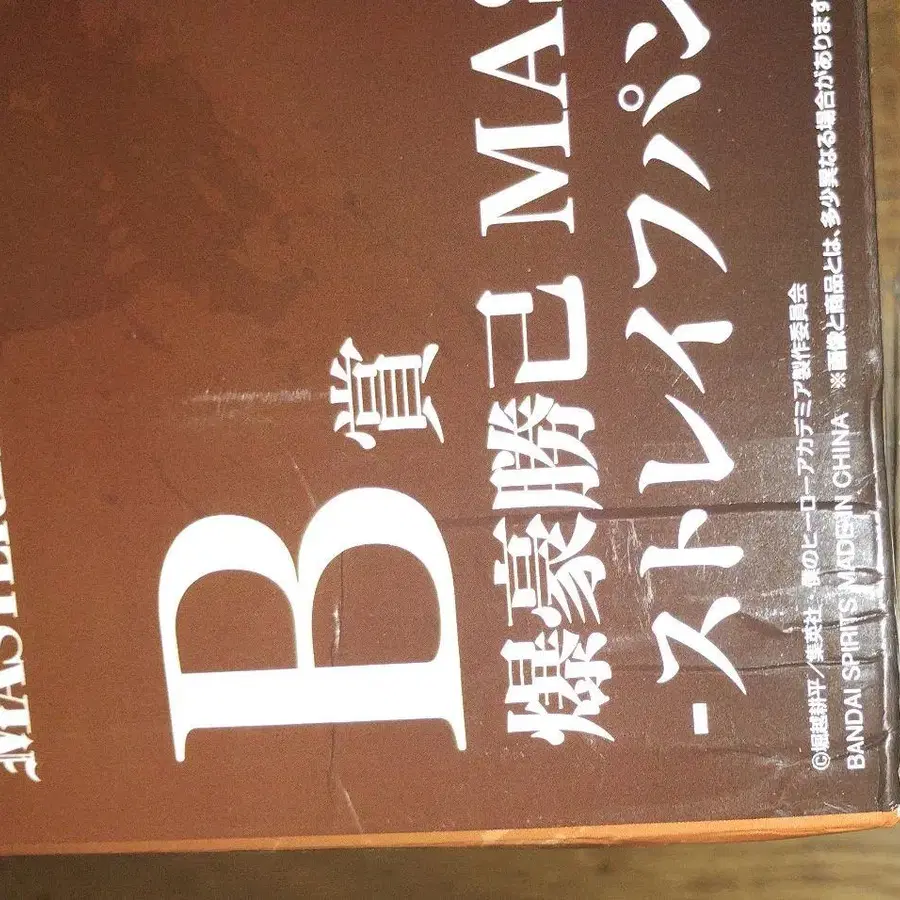 B賞
爆豪勝己 MAS
-ストレイフパン
©堀越耕平／集英社・僕のヒーローアカデミア製作委員会
BANDAI SPIRITS MADE IN CHINA ※画像と商品とは、多少異なる場合があります